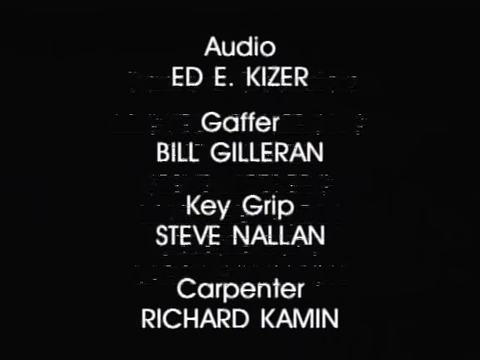 Audio
ED E. KIZER
Gaffer
BILL GILLERAN
Key Grip
STEVE NALLAN
Carpenter
RICHARD KAMIN